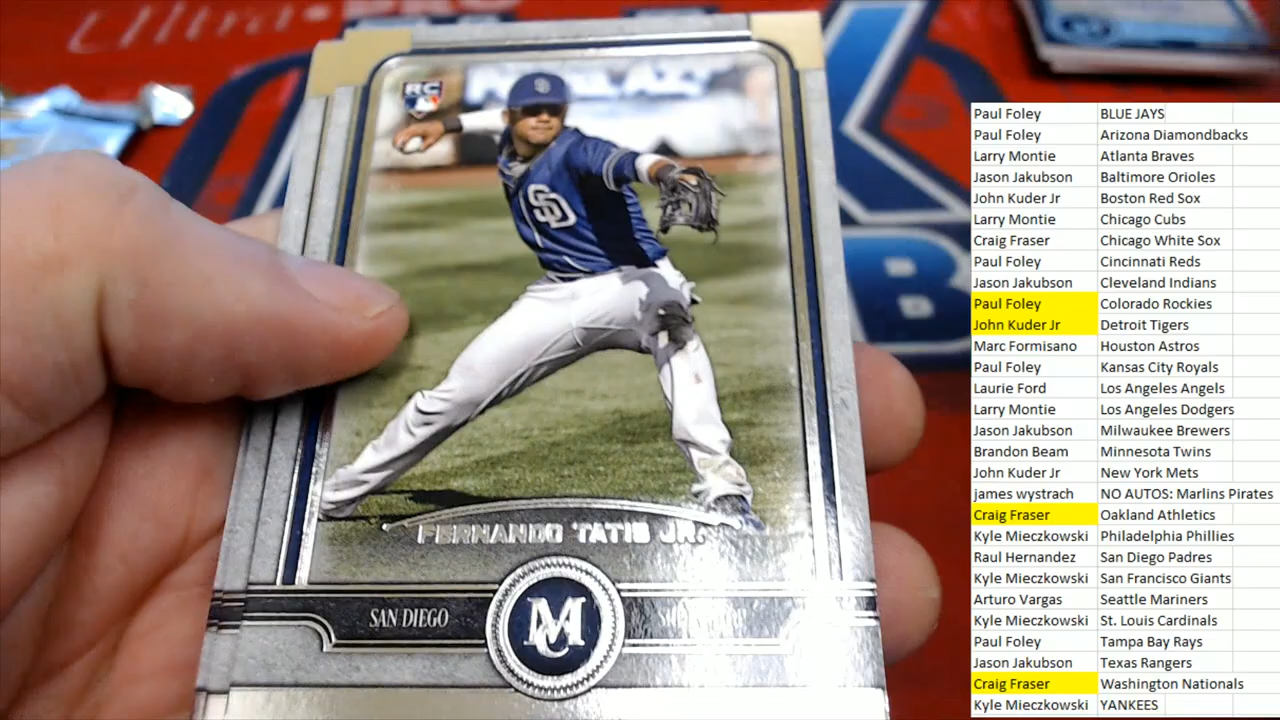 Ultra PRO
RC
SD
SD
FERNANDO TATIS JR.
SAN DIEGO
MC
Paul Foley BLUE JAYS
Paul Foley Arizona Diamondbacks
Larry Montie Atlanta Braves
Jason Jakubson Baltimore Orioles
John Kuder Jr Boston Red Sox
Larry Montie Chicago Cubs
Craig Fraser Chicago White Sox
Paul Foley Cincinnati Reds
Jason Jakubson Cleveland Indians
Paul Foley Colorado Rockies
John Kuder Jr Detroit Tigers
Marc Formisano Houston Astros
Paul Foley Kansas City Royals
Laurie Ford Los Angeles Angels
Larry Montie Los Angeles Dodgers
Jason Jakubson Milwaukee Brewers
Brandon Beam Minnesota Twins
John Kuder Jr New York Mets
james wystrach NO AUTOS: Marlins Pirates
Craig Fraser Oakland Athletics
Kyle Mieczkowski Philadelphia Phillies
Raul Hernandez San Diego Padres
Kyle Mieczkowski San Francisco Giants
Arturo Vargas Seattle Mariners
Kyle Mieczkowski St. Louis Cardinals
Paul Foley Tampa Bay Rays
Jason Jakubson Texas Rangers
Craig Fraser Washington Nationals
Kyle Mieczkowski YANKEES